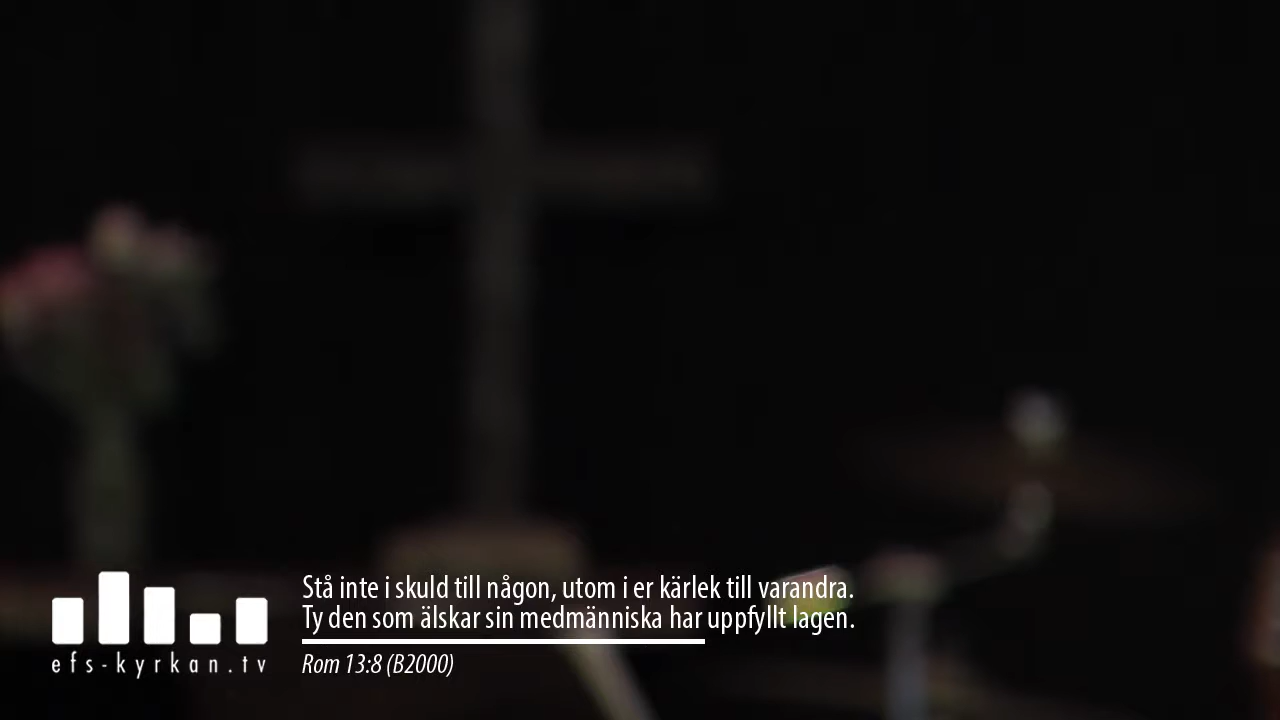 Stå inte i skuld till någon, utom i er kärlek till varandra.
Ty den som älskar sin medmänniska har uppfyllt lagen.
Rom 13:8 (B2000)
efs-kyrkan.tv